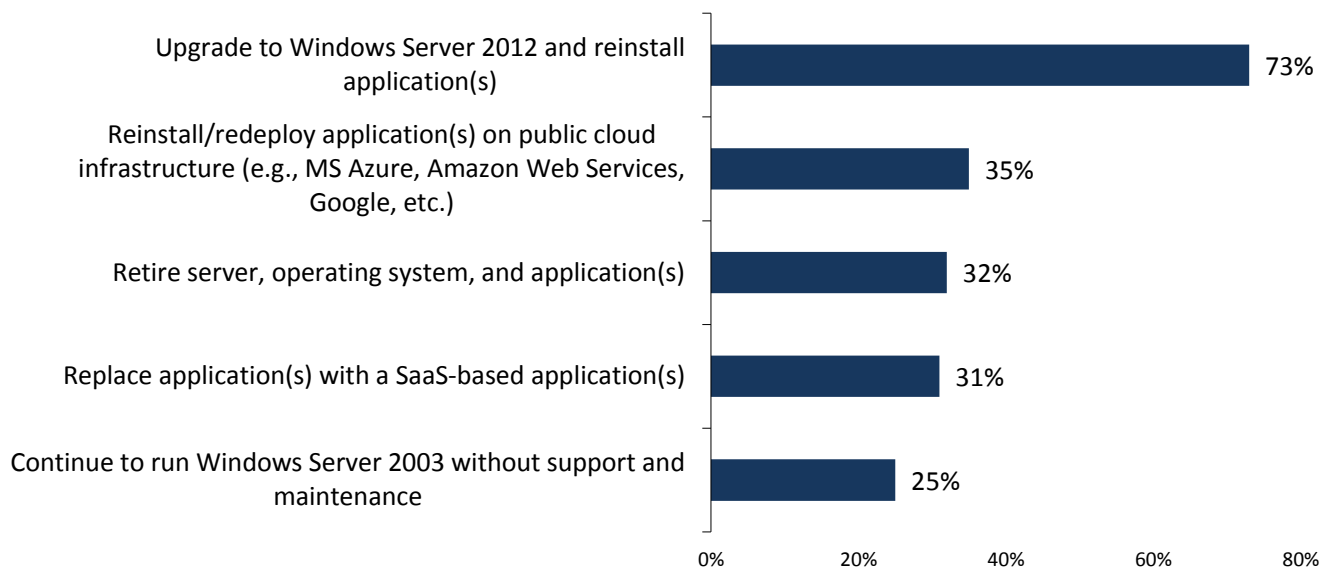 Upgrade to Windows Server 2012 and reinstall
application(s)
73%
Reinstall/redeploy application(s) on public cloud
infrastructure (e.g., MS Azure, Amazon Web Services,
Google, etc.)
35%
Retire server, operating system, and application(s)
32%
Replace application(s) with a SaaS-based application(s)
31%
Continue to run Windows Server 2003 without support and
maintenance
25%
0% 20% 40% 60% 80%